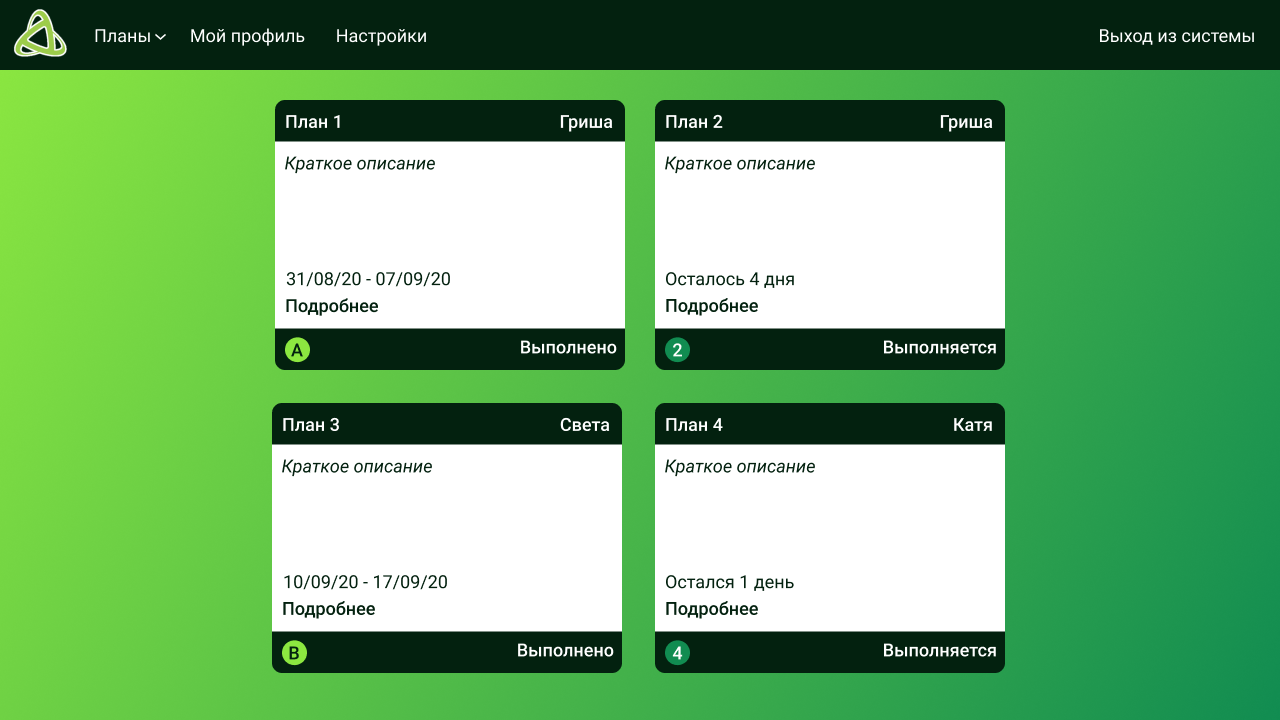 Планы Мой профиль Настройки Выход из системы
План 1 Гриша
Краткое описание
31/08/20 - 07/09/20
Подробнее
A Выполнено
План 2 Гриша
Краткое описание
Осталось 4 дня
Подробнее
2 Выполняется
План 3 Света
Краткое описание
10/09/20 - 17/09/20
Подробнее
B Выполнено
План 4 Катя
Краткое описание
Остался 1 день
Подробнее
4 Выполняется